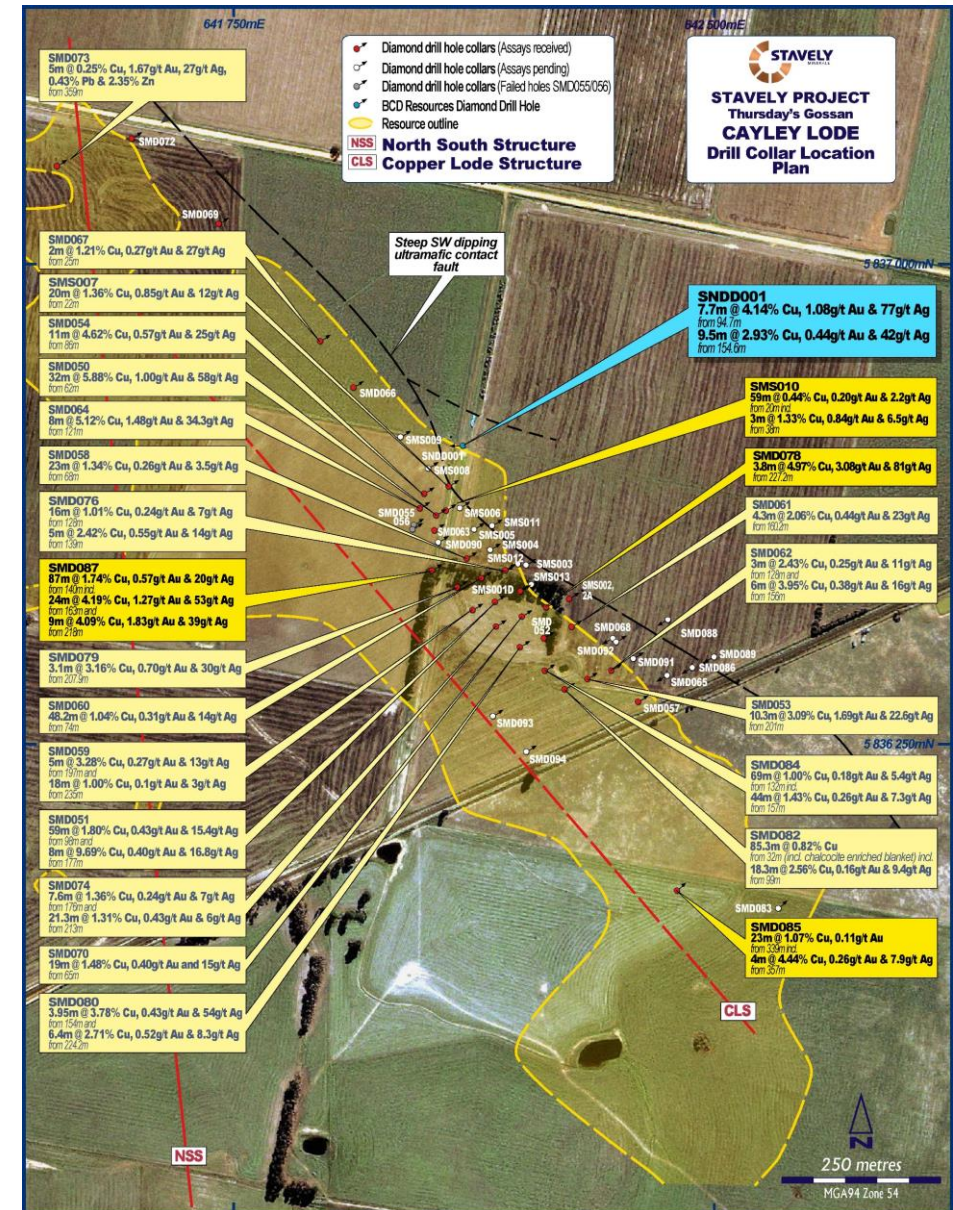 641 750mE
642 500mE
SMD073
5m @ 0.25% Cu, 1.67g/t Au, 27g/t Ag,
0.43% Pb & 2.35% Zn
from 359m
Diamond drill hole collars (Assays received)
Diamond drill hole collars (Assays pending)
Diamond drill hole collars (Failed holes SMD055/056)
BCD Resources Diamond Drill Hole
Resource outline
NSS North South Structure
CLS Copper Lode Structure
STAVELY
MINERALS
STAVELY PROJECT
Thursday's Gossan
CAYLEY LODE
Drill Collar Location
Plan
SMD072
SMD069
SMD067
2m @ 1.21% Cu, 0.27g/t Au & 27g/t Ag
from 25m
SMS007
20m @ 1.36% Cu, 0.85g/t Au & 12g/t Ag
from 22m
SMD054
11m @ 4.62% Cu, 0.57g/t Au & 25g/t Ag
from 86m
SMD050
32m @ 5.88% Cu, 1.00g/t Au & 58g/t Ag
from 62m
SMD064
8m @ 5.12% Cu, 1.48g/t Au & 34.3g/t Ag
from 121m
SMD058
23m @ 1.34% Cu, 0.26g/t Au & 3.5g/t Ag
from 68m
SMD076
16m @ 1.01% Cu, 0.24g/t Au & 7g/t Ag
from 128m
5m @ 2.42% Cu, 0.55g/t Au & 14g/t Ag
from 139m
SMD087
87m @ 1.74% Cu, 0.57g/t Au & 20g/t Ag
from 140m incl.
24m @ 4.19% Cu, 1.27g/t Au & 53g/t Ag
from 163m and
9m @ 4.09% Cu, 1.83g/t Au & 39g/t Ag
from 218m
SMD079
3.1m @ 3.16% Cu, 0.70g/t Au & 30g/t Ag
from 207.9m
SMD060
48.2m @ 1.04% Cu, 0.31g/t Au & 14g/t Ag
from 74m
SMD059
5m @ 3.28% Cu, 0.27g/t Au & 13g/t Ag
from 197m and
18m @ 1.00% Cu, 0.1g/t Au & 3g/t Ag
from 235m
SMD051
59m @ 1.80% Cu, 0.43g/t Au & 15.4g/t Ag
from 98m and
8m @ 9.69% Cu, 0.40g/t Au & 16.8g/t Ag
from 177m
SMD074
7.6m @ 1.36% Cu, 0.24g/t Au & 7g/t Ag
from 176m and
21.3m @ 1.31% Cu, 0.43g/t Au & 6g/t Ag
from 213m
SMD070
19m @ 1.48% Cu, 0.40g/t Au and 15g/t Ag
from 65m
SMD080
3.95m @ 3.78% Cu, 0.43g/t Au & 54g/t Ag
from 154m and
6.4m @ 2.71% Cu, 0.52g/t Au & 8.3g/t Ag
from 224.2m
Steep SW dipping
ultramafic contact
fault
5 837 000mN
SNDD001
7.7m @ 4.14% Cu, 1.08g/t Au & 77g/t Ag
from 94.7m
9.5m @ 2.93% Cu, 0.44g/t Au & 42g/t Ag
from 154.6m
SMS010
59m @ 0.44% Cu, 0.20g/t Au & 2.2g/t Ag
from 20m incl.
3m @ 1.33% Cu, 0.84g/t Au & 6.5g/t Ag
from 38m
SMD078
3.8m @ 4.97% Cu, 3.08g/t Au & 81g/t Ag
from 227.2m
SMD061
4.3m @ 2.06% Cu, 0.44g/t Au & 23g/t Ag
from 160.2m
SMD062
3m @ 2.43% Cu, 0.25g/t Au & 11g/t Ag
from 128m and
6m @ 3.95% Cu, 0.38g/t Au & 16g/t Ag
from 156m
SMD066
SMS009
SNDD001
SMS008
SMD055
056
SMS006
SMD063
SMS005
SMS011
SMD090
SMS004
SMS012
SMS003
SMS001D
SMS013
SMS002,
2A
SMD
052
SMD068
SMD092
SMD088
SMD091
SMD089
SMD086
SMD065
SMD057
SMD093
SMD094
SMD053
10.3m @ 3.09% Cu, 1.69g/t Au & 22.6g/t Ag
from 201m
5 836 250mN
SMD084
69m @ 1.00% Cu, 0.18g/t Au & 5.4g/t Ag
from 132m incl.
44m @ 1.43% Cu, 0.26g/t Au & 7.3g/t Ag
from 157m
SMD082
85.3m @ 0.82% Cu
from 32m (incl. chalcocite enriched blanket) incl.
18.3m @ 2.56% Cu, 0.16g/t Au & 9.4g/t Ag
from 99m
SMD083
SMD085
23m @ 1.07% Cu, 0.11g/t Au
from 339m incl.
4m @ 4.44% Cu, 0.26g/t Au & 7.9g/t Ag
from 357m
CLS
NSS
N
250 metres
MGA94 Zone 54